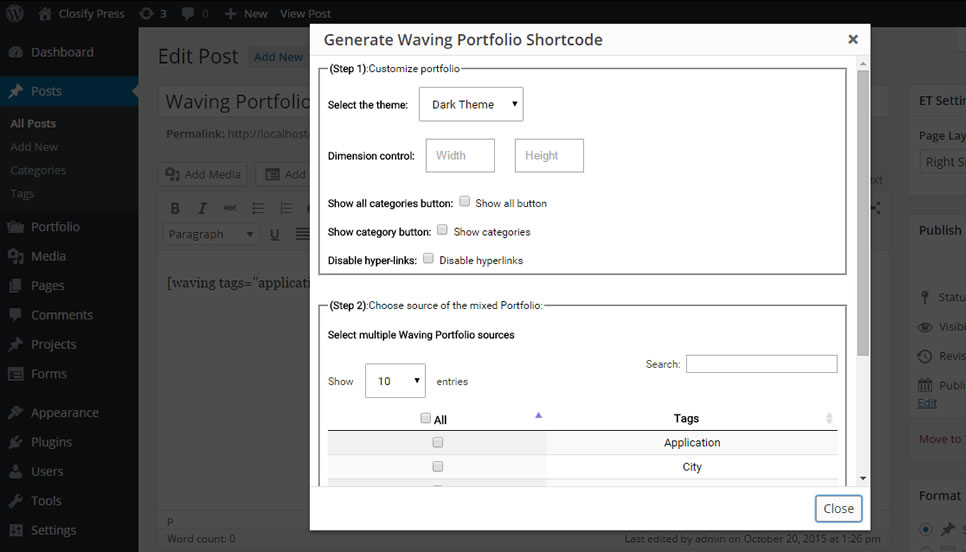 Closify Press 3 0 New View Post
Dashboard
Posts
All Posts
Add New
Categories
Tags
Portfolio
Media
Pages
Comments
Projects
Forms
Appearance
Plugins
Users
Tools
Settings
Edit Post Add New
Waving Portfolio
Permalink: http://localhost/
Add Media Add
B I ABC
Paragraph U
[waving tags="applicati
p
Word count: 0 Last edited by admin on October 20, 2015 at 1:26 pm
Generate Waving Portfolio Shortcode ×
(Step 1):Customize portfolio
Select the theme: Dark Theme
Dimension control: Width Height
Show all categories button: Show all button
Show category button: Show categories
Disable hyper-links: Disable hyperlinks
(Step 2):Choose source of the mixed Portfolio:
Select multiple Waving Portfolio sources
Search:
Show 10 entries
All Tags
Application
City
Close
ET Settin
Page Lay
Right S
Publish
Statu
Visibi
Revis
Publi
Edit
Move to
Format